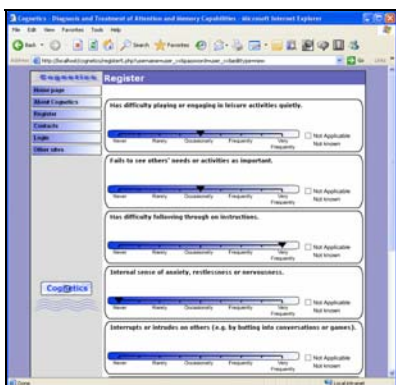 Cognetics - Diagnosis and Treatment of Attention and Memory Capabilities - Microsoft Internet Explorer
File Edit View Favorites Tools Help
Back Search Favorites
Cognetics Register
Home page
About Cognetics
Register
Contacts
Login
Other sites
Has difficulty playing or engaging in leisure activities quietly.
Never Rarely Occasionally Frequently Very Frequently
Not Applicable
Not known
Fails to see others' needs or activities as important.
Never Rarely Occasionally Frequently Very Frequently
Not Applicable
Not known
Has difficulty following through on instructions.
Never Rarely Occasionally Frequently Very Frequently
Not Applicable
Not known
Internal sense of anxiety, restlessness or nervousness.
Never Rarely Occasionally Frequently Very Frequently
Not Applicable
Not known
Cognetics
Interrupts or intrudes on others (e.g. by butting into conversations or games).
Never Rarely Occasionally Frequently Very Frequently
Not Applicable
Not known
Done
Local intranet